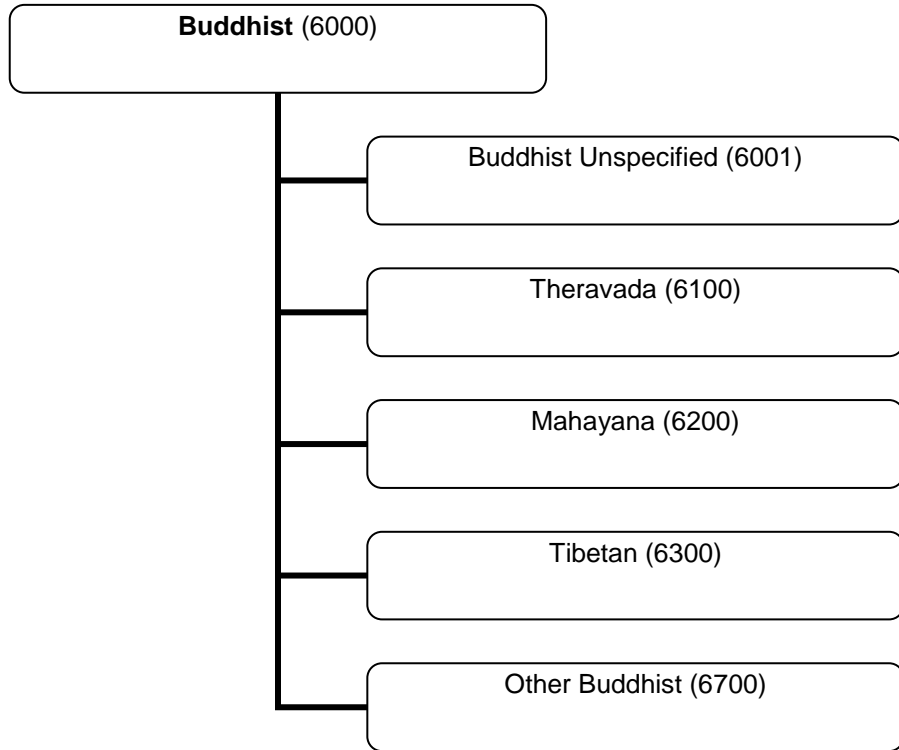 Buddhist (6000)
Buddhist Unspecified (6001)
Theravada (6100)
Mahayana (6200)
Tibetan (6300)
Other Buddhist (6700)